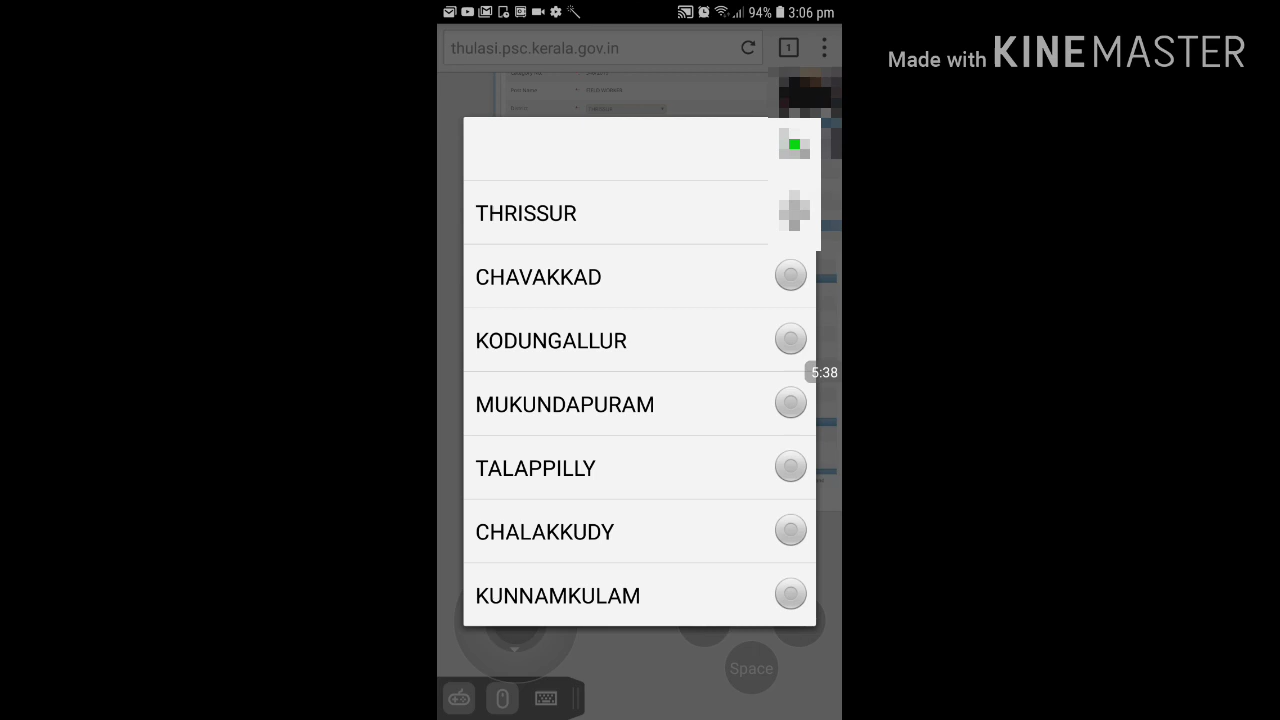 94% 3:06 pm
thulasi.psc.kerala.gov.in
1
Made with KINEMASTER
THRISSUR
CHAVAKKAD
KODUNGALLUR
5:38
MUKUNDAPURAM
TALAPPILLY
CHALAKKUDY
KUNNAMKULAM
Space